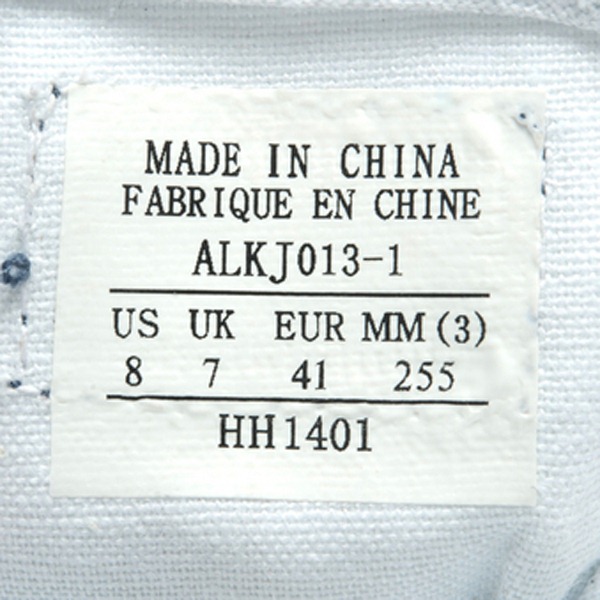 MADE IN CHINA
FABRIQUE EN CHINE
ALKJ013-1
US UK EUR MM(3)
8 7 41 255
HH1401